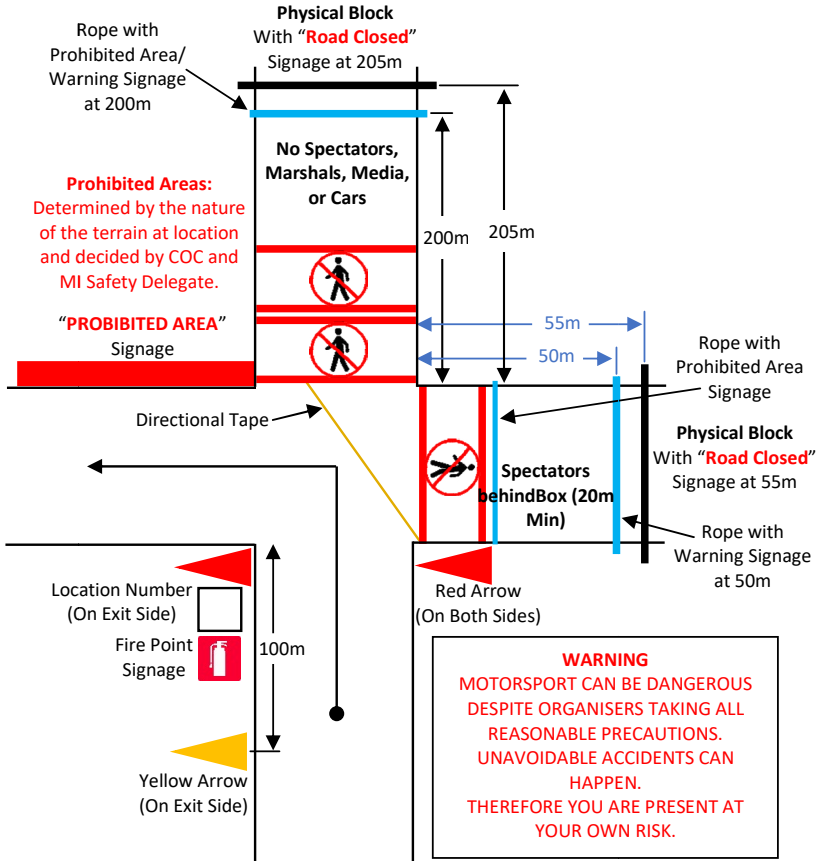 Physical Block
With “Road Closed”
Signage at 205m
Rope with
Prohibited Area/
Warning Signage
at 200m
No Spectators,
Marshals, Media,
or Cars
Prohibited Areas:
Determined by the nature
of the terrain at location
and decided by COC and
MI Safety Delegate.
200m
205m
“PROBIBITED AREA”
Signage
55m
50m
Rope with
Prohibited Area
Signage
Directional Tape
Physical Block
With “Road Closed”
Signage at 55m
Spectators
behindBox (20m
Min)
Rope with
Warning Signage
at 50m
Location Number
(On Exit Side)
Red Arrow
(On Both Sides)
Fire Point
Signage
100m
Yellow Arrow
(On Exit Side)
WARNING
MOTORSPORT CAN BE DANGEROUS
DESPITE ORGANISERS TAKING ALL
REASONABLE PRECAUTIONS.
UNAVOIDABLE ACCIDENTS CAN
HAPPEN.
THEREFORE YOU ARE PRESENT AT
YOUR OWN RISK.